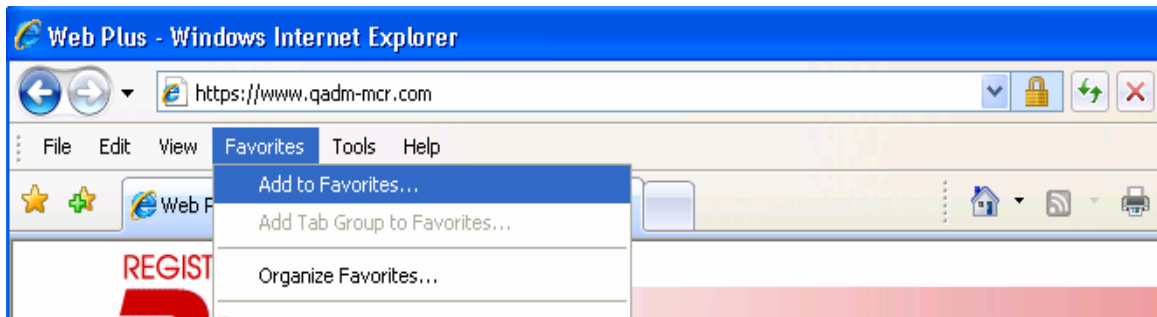 Web Plus - Windows Internet Explorer
https://www.qadm-mcr.com
File Edit View Favorites Tools Help
Add to Favorites...
Web P
Add Tab Group to Favorites...
REGIST
Organize Favorites...